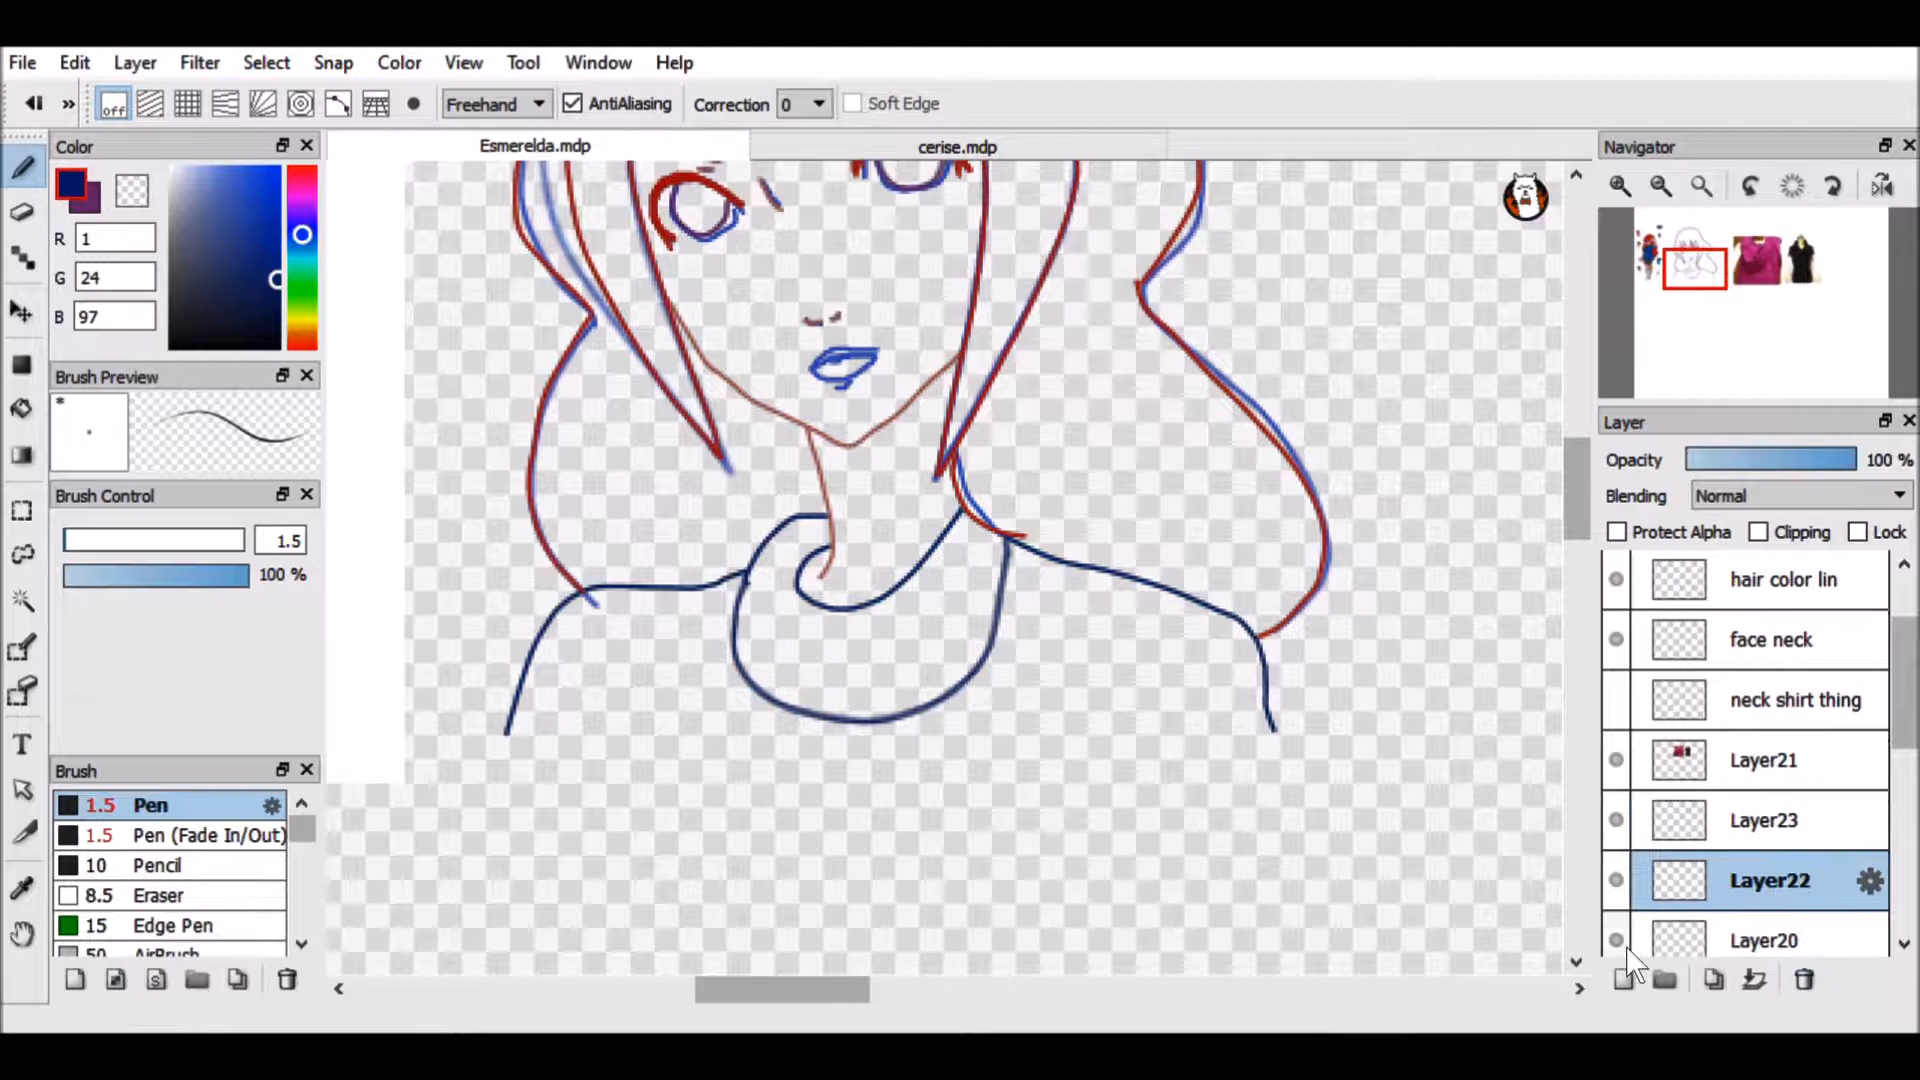 File Edit Layer Filter Select Snap Color View Tool Window Help
off Freehand AntiAliasing Correction 0 Soft Edge
Color
Esmerelda.mdp
cerise.mdp
Navigator
R 1
G 24
B 97
Brush Preview
*
Layer
Opacity 100 %
Brush Control
Blending Normal
Protect Alpha Clipping Lock
1.5
100 %
hair color lin
face neck
neck shirt thing
Layer21
Layer23
Layer22
Layer20
T
Brush
1.5 Pen
1.5 Pen (Fade In/Out)
10 Pencil
8.5 Eraser
15 Edge Pen
50 AirBrush